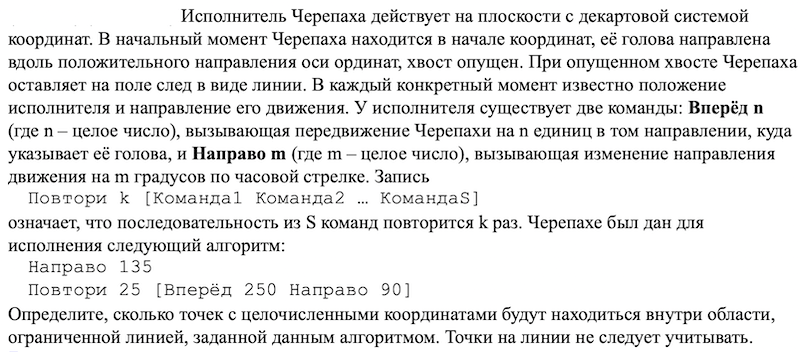 Исполнитель Черепаха действует на плоскости с декартовой системой
координат. В начальный момент Черепаха находится в начале координат, её голова направлена
вдоль положительного направления оси ординат, хвост опущен. При опущенном хвосте Черепаха
оставляет на поле след в виде линии. В каждый конкретный момент известно положение
исполнителя и направление его движения. У исполнителя существует две команды: Вперёд n
(где n – целое число), вызывающая передвижение Черепахи на n единиц в том направлении, куда
указывает её голова, и Направо m (где m – целое число), вызывающая изменение направления
движения на m градусов по часовой стрелке. Запись
Повтори k [Команда1 Команда2 … КомандаS]
означает, что последовательность из S команд повторится k раз. Черепахе был дан для
исполнения следующий алгоритм:
Направо 135
Повтори 25 [Вперёд 250 Направо 90]
Определите, сколько точек с целочисленными координатами будут находиться внутри области,
ограниченной линией, заданной данным алгоритмом. Точки на линии не следует учитывать.